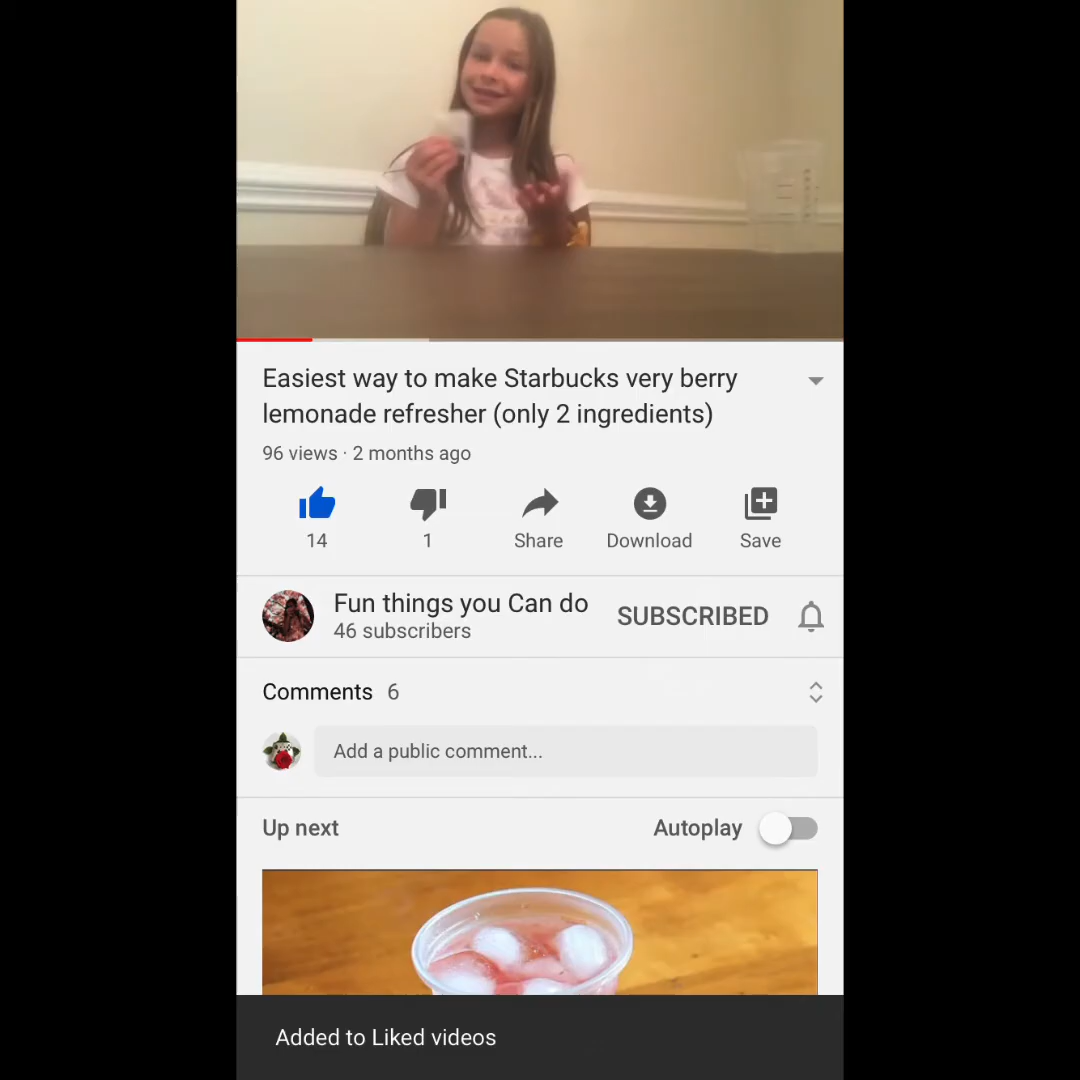 Easiest way to make Starbucks very berry
lemonade refresher (only 2 ingredients)
96 views · 2 months ago
14
1
Share
Download
Save
Fun things you Can do
46 subscribers
SUBSCRIBED
Comments 6
Add a public comment...
Up next
Autoplay
Added to Liked videos